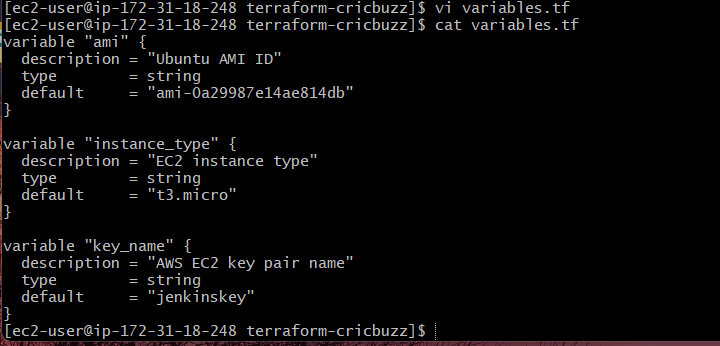 [ec2-user@ip-172-31-18-248 terraform-cricbuzz]$ vi variables.tf
[ec2-user@ip-172-31-18-248 terraform-cricbuzz]$ cat variables.tf
variable "ami" {
  description = "Ubuntu AMI ID"
  type        = string
  default     = "ami-0a29987e14ae814db"
}

variable "instance_type" {
  description = "EC2 instance type"
  type        = string
  default     = "t3.micro"
}

variable "key_name" {
  description = "AWS EC2 key pair name"
  type        = string
  default     = "jenkinskey"
}
[ec2-user@ip-172-31-18-248 terraform-cricbuzz]$